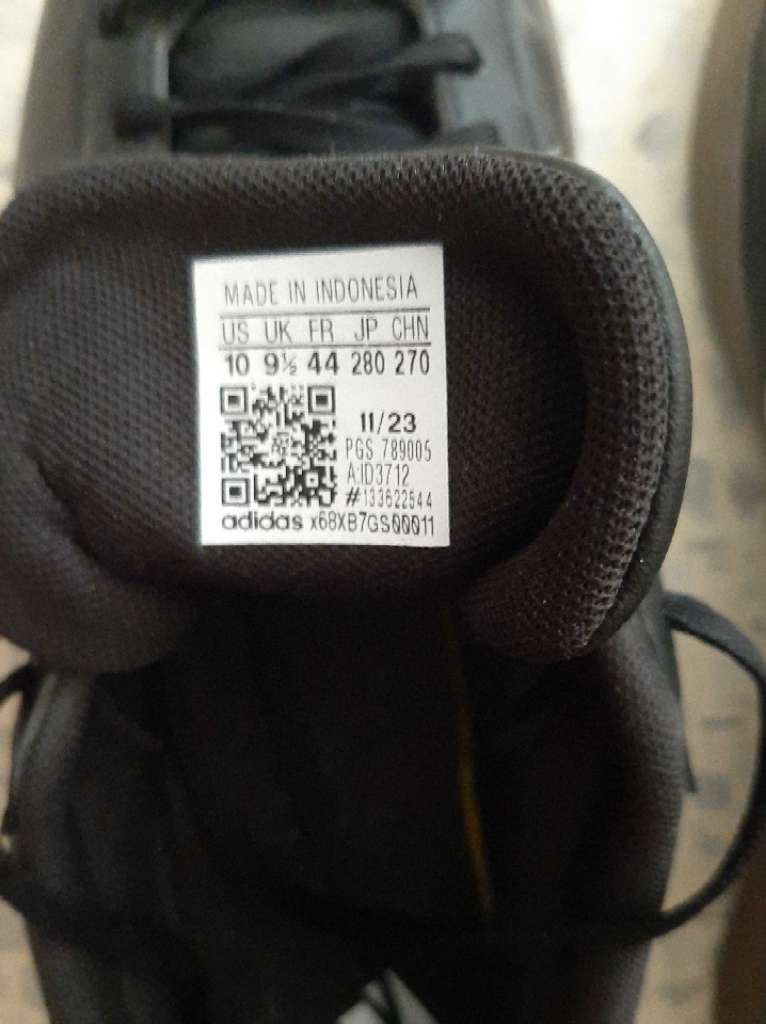 MADE IN INDONESIA
US UK FR JP CHN
10 9½ 44 280 270
11/23
PGS 789005
A:ID3712
#133622544
adidas x68XB7GS00011